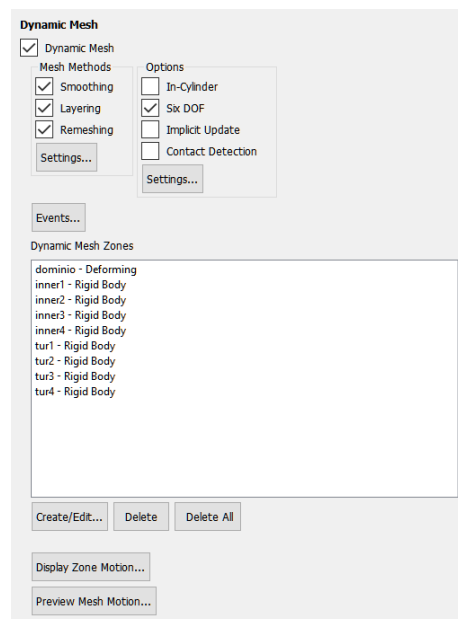 Dynamic Mesh
Dynamic Mesh
Mesh Methods Options
Smoothing In-Cylinder
Layering Six DOF
Remeshing Implicit Update
Settings... Contact Detection
Settings...
Events...
Dynamic Mesh Zones
dominio - Deforming
inner1 - Rigid Body
inner2 - Rigid Body
inner3 - Rigid Body
inner4 - Rigid Body
tur1 - Rigid Body
tur2 - Rigid Body
tur3 - Rigid Body
tur4 - Rigid Body
Create/Edit... Delete Delete All
Display Zone Motion...
Preview Mesh Motion...